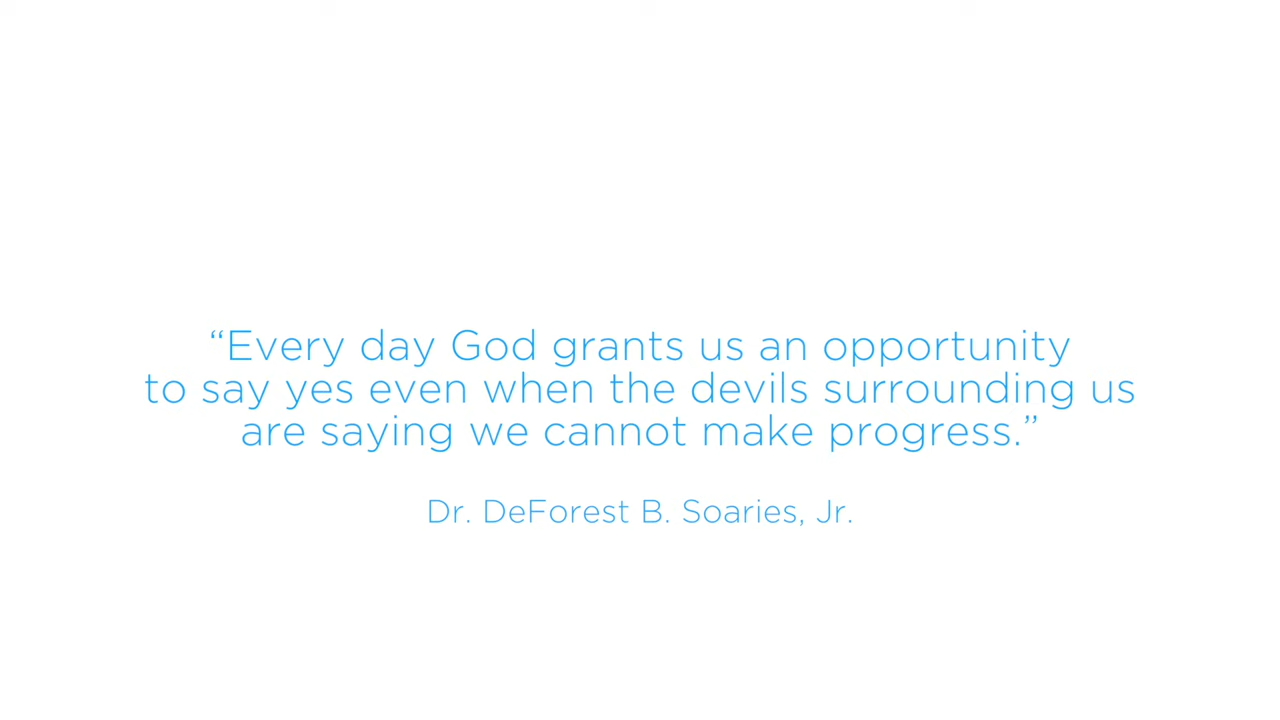 “Every day God grants us an opportunity
to say yes even when the devils surrounding us
are saying we cannot make progress.”
Dr. DeForest B. Soaries, Jr.